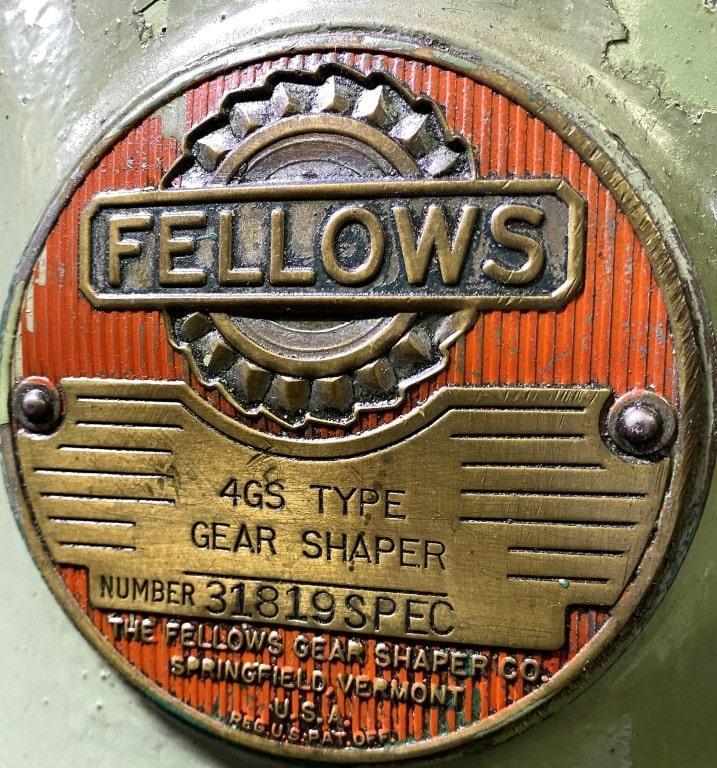 FELLOWS
4GS TYPE
GEAR SHAPER
NUMBER 31819SPEC
THE FELLOWS GEAR SHAPER CO.
SPRINGFIELD, VERMONT
U.S.A.
REG.U.S.PAT.OFF.